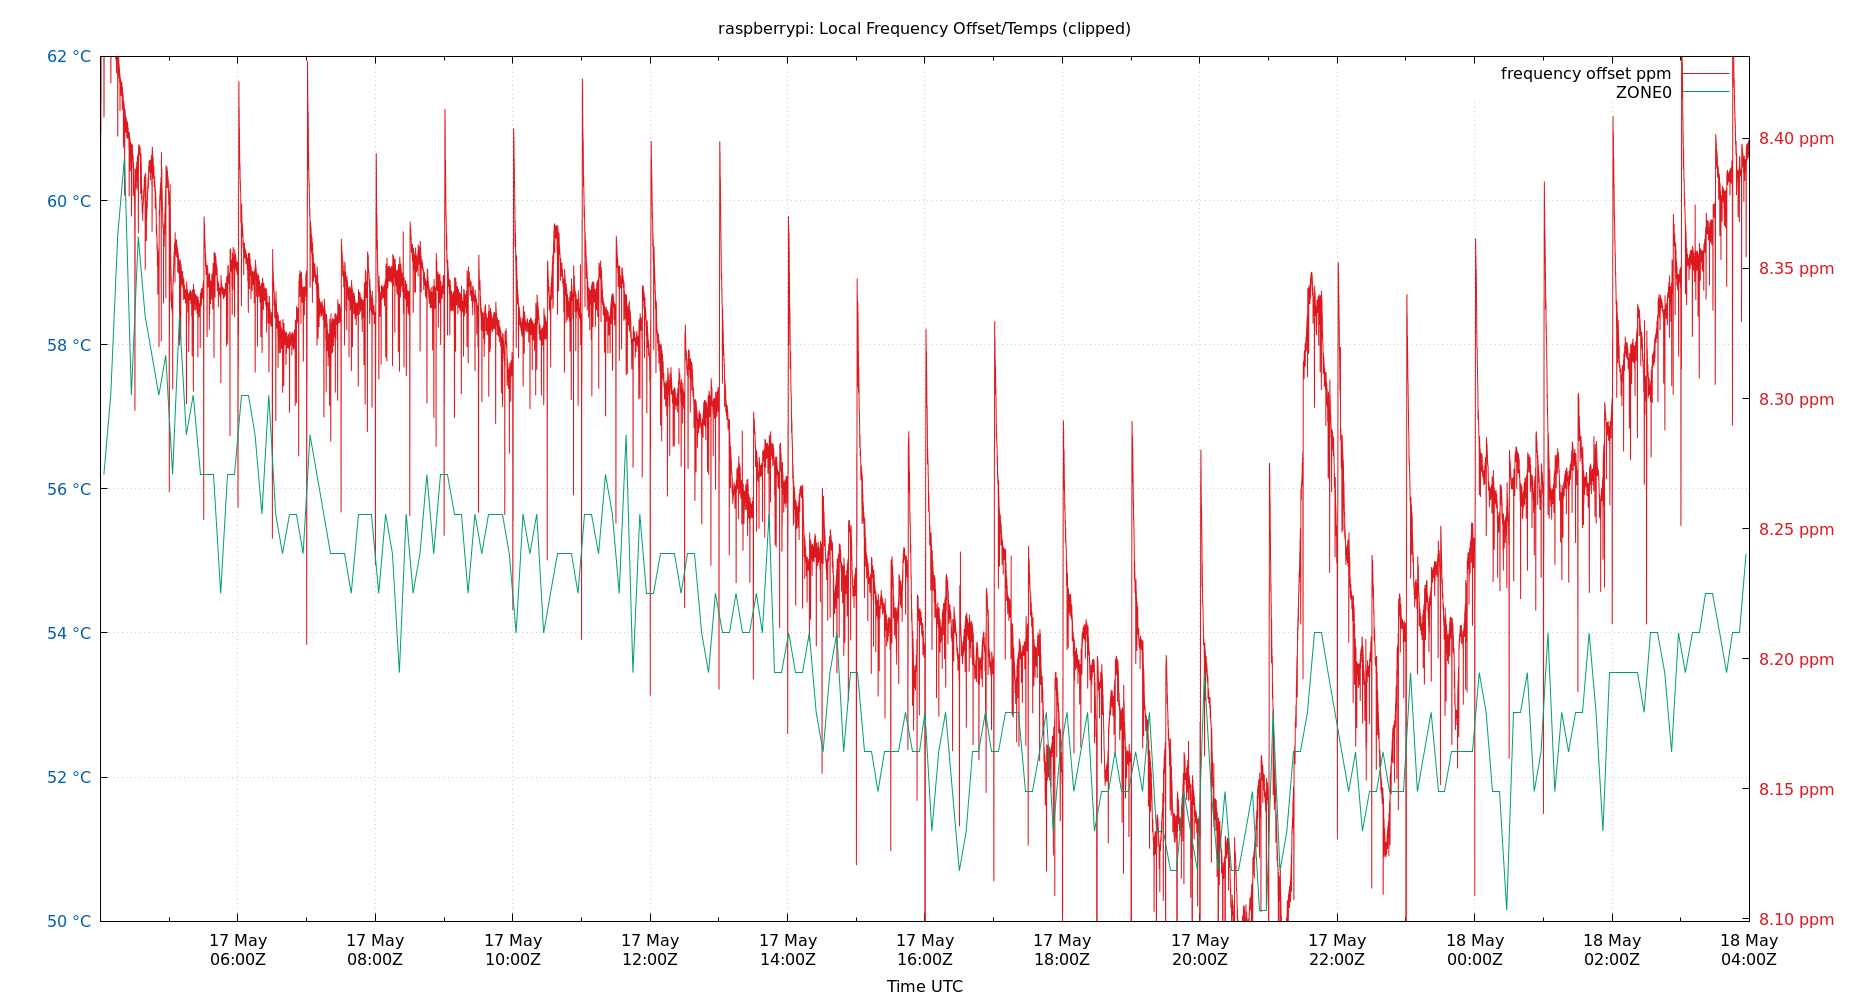 raspberrypi: Local Frequency Offset/Temps (clipped)
62 °C
60 °C
58 °C
56 °C
54 °C
52 °C
50 °C
frequency offset ppm
ZONE0
8.40 ppm
8.35 ppm
8.30 ppm
8.25 ppm
8.20 ppm
8.15 ppm
8.10 ppm
17 May 17 May 17 May 17 May 17 May 17 May 17 May 17 May 17 May 18 May 18 May 18 May
06:00Z 08:00Z 10:00Z 12:00Z 14:00Z 16:00Z 18:00Z 20:00Z 22:00Z 00:00Z 02:00Z 04:00Z
Time UTC